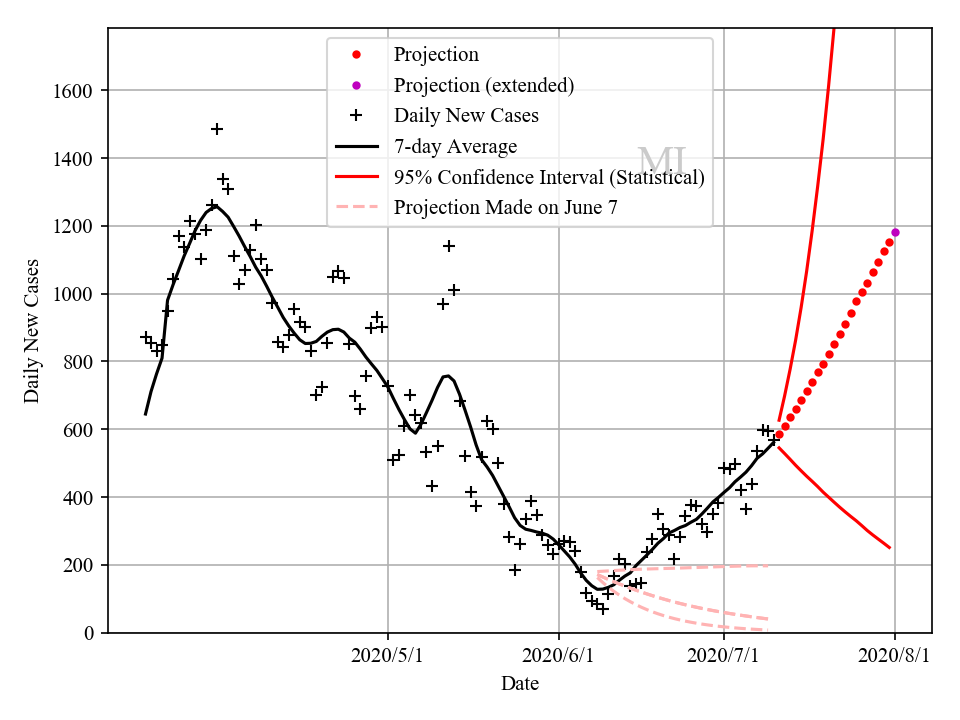 Projection
Projection (extended)
Daily New Cases
7-day Average
95% Confidence Interval (Statistical)
Projection Made on June 7
MI
1600
1400
1200
1000
800
600
400
200
0
Daily New Cases
2020/5/1
2020/6/1
2020/7/1
2020/8/1
Date